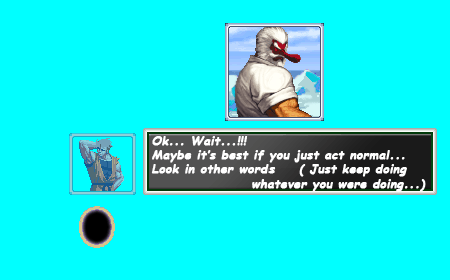 Ok... Wait...!!!
Maybe it's best if you just act normal...
Look in other words ( Just keep doing
whatever you were doing...)